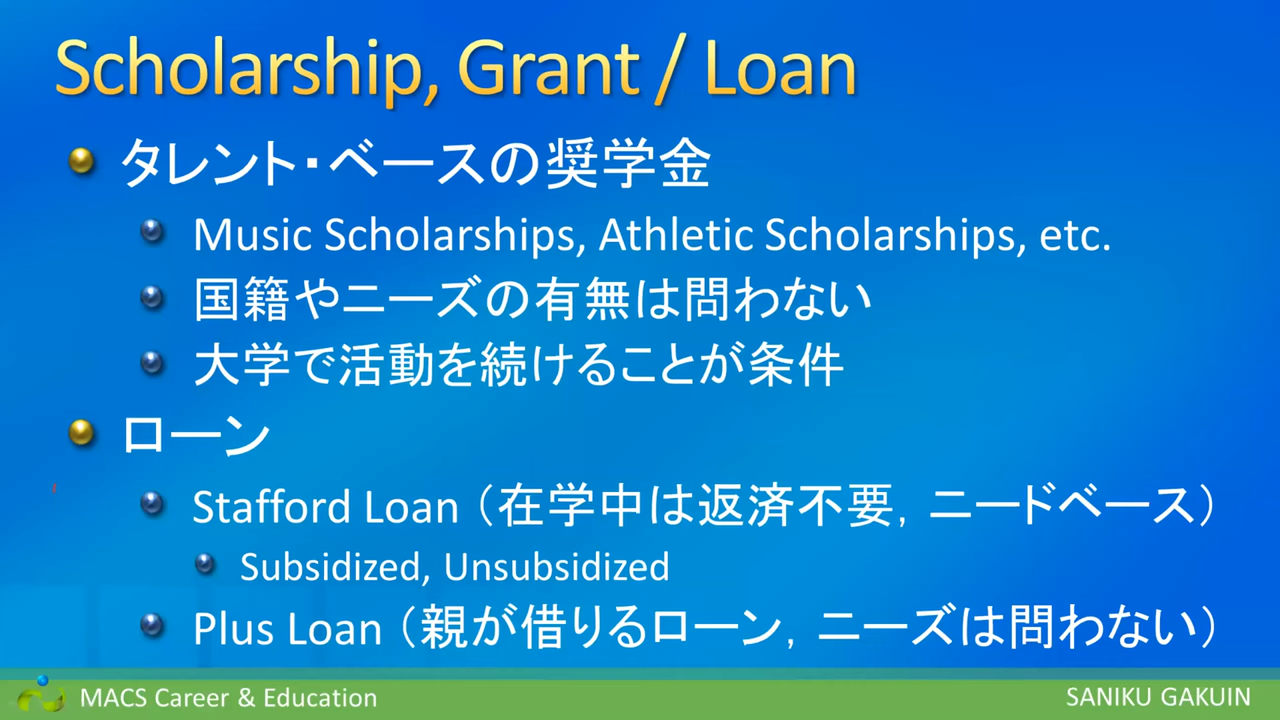 Scholarship, Grant / Loan
タレント・ベースの奨学金
Music Scholarships, Athletic Scholarships, etc.
国籍やニーズの有無は問わない
大学で活動を続けることが条件
ローン
Stafford Loan（在学中は返済不要，ニードベース）
Subsidized, Unsubsidized
Plus Loan（親が借りるローン，ニーズは問わない）
MACS Career & Education
SANIKU GAKUIN